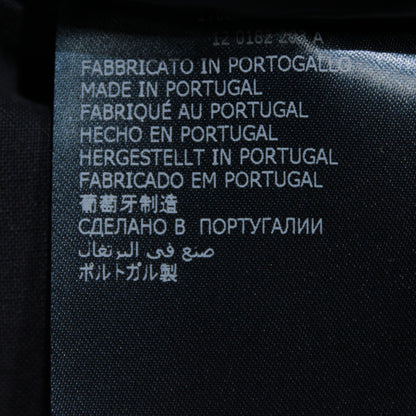 FABBRICATO IN PORTOGALLO
MADE IN PORTUGAL
FABRIQUÉ AU PORTUGAL
HECHO EN PORTUGAL
HERGESTELLT IN PORTUGAL
FABRICADO EM PORTUGAL
葡萄牙制造
СДЕЛАНО В ПОРТУГАЛИИ
صنع في البرتغال
ポルトガル製